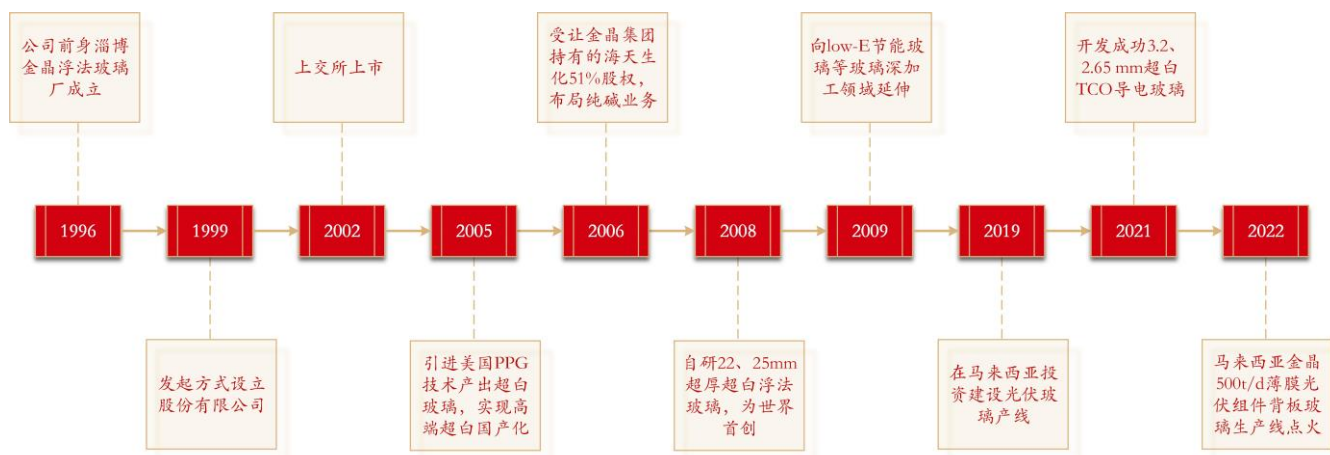 公司前身淄博
金晶浮法玻璃
厂成立
上交所上市
受让金晶集团
持有的海天生
化51%股权，
布局纯碱业务
向low-E节能玻
璃等玻璃深加
工领域延伸
开发成功3.2、
2.65 mm超白
TCO导电玻璃
1996
1999
2002
2005
2006
2008
2009
2019
2021
2022
发起方式设立
股份有限公司
引进美国PPG
技术产出超白
玻璃，实现高
端超白国产化
自研22、25mm
超厚超白浮法
玻璃，为世界
首创
在马来西亚投
资建设光伏玻
璃产线
马来西亚金晶
500t/d薄膜光
伏组件背板玻
璃生产线点火